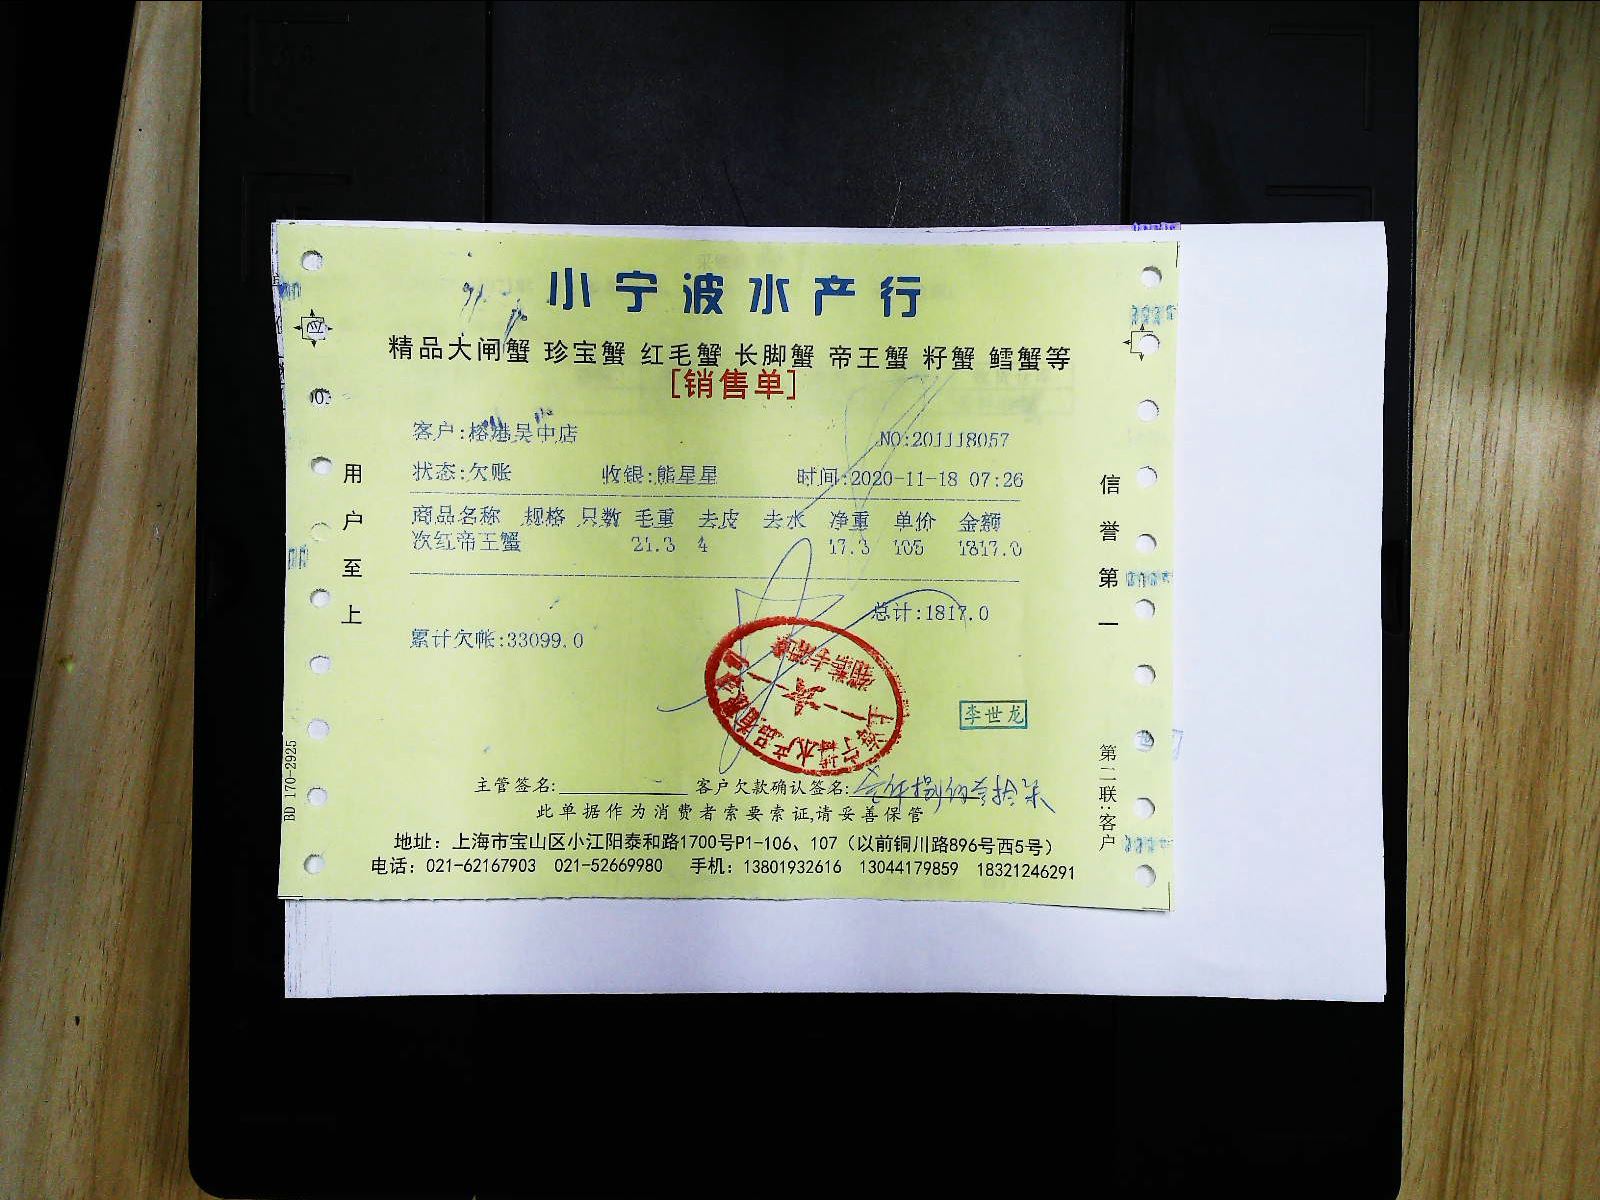 小宁波水产行
精品大闸蟹 珍宝蟹 红毛蟹 长脚蟹 帝王蟹 籽蟹 鳕蟹等
[销售单]
客户:榕港吴中店 NO:201118057
状态:欠账 收银:熊星星 时间:2020-11-18 07:26
商品名称 规格 只数 毛重 去皮 去水 净重 单价 金额
次红帝王蟹 21.3 4 17.3 105 1817.0
总计:1817.0
累计欠帐:33099.0
李世龙
主管签名: 客户欠款确认签名: 壹仟捌佰壹拾柒
此单据作为消费者索要索证,请妥善保管
地址：上海市宝山区小江阳泰和路1700号P1-106、107（以前铜川路896号西5号）
电话：021-62167903 021-52669980 手机：13801932616 13044179859 18321246291
用户至上
信誉第一
第二联:客户
BD 170-2925